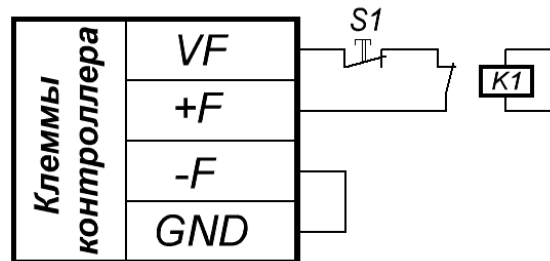 Клеммы
контроллера
VF
+F
-F
GND
S1
K1